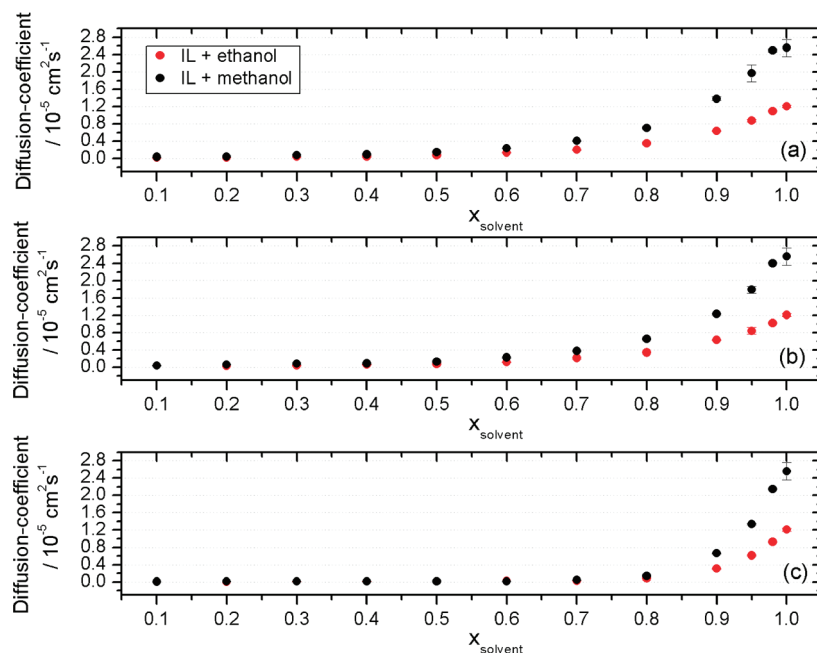 Diffusion-coefficient
/ 10⁻⁵ cm²s⁻¹
2.8
2.4
2.0
1.6
1.2
0.8
0.4
0.0
IL + ethanol
IL + methanol
(a)
0.1 0.2 0.3 0.4 0.5 0.6 0.7 0.8 0.9 1.0
x_solvent
Diffusion-coefficient
/ 10⁻⁵ cm²s⁻¹
2.8
2.4
2.0
1.6
1.2
0.8
0.4
0.0
(b)
0.1 0.2 0.3 0.4 0.5 0.6 0.7 0.8 0.9 1.0
x_solvent
Diffusion-coefficient
/ 10⁻⁵ cm²s⁻¹
2.8
2.4
2.0
1.6
1.2
0.8
0.4
0.0
(c)
0.1 0.2 0.3 0.4 0.5 0.6 0.7 0.8 0.9 1.0
x_solvent